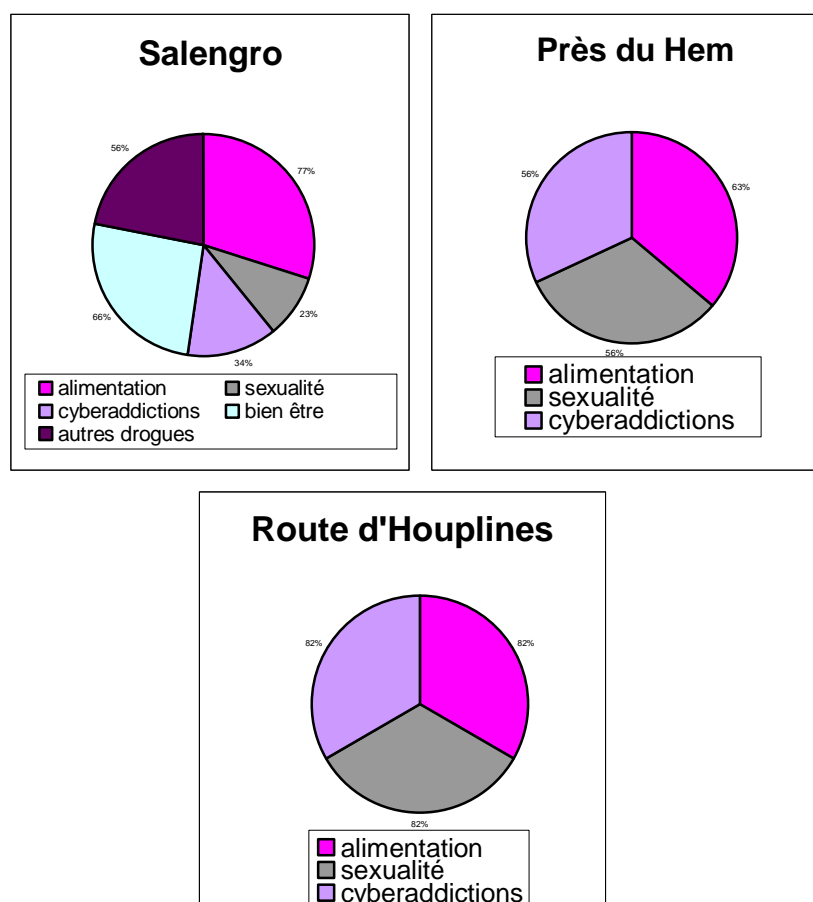 Salengro
56%
77%
66%
23%
34%
alimentation sexualité
cyberaddictions bien être
autres drogues
Près du Hem
56%
63%
56%
alimentation
sexualité
cyberaddictions
Route d'Houplines
82%
82%
82%
alimentation
sexualité
cyberaddictions